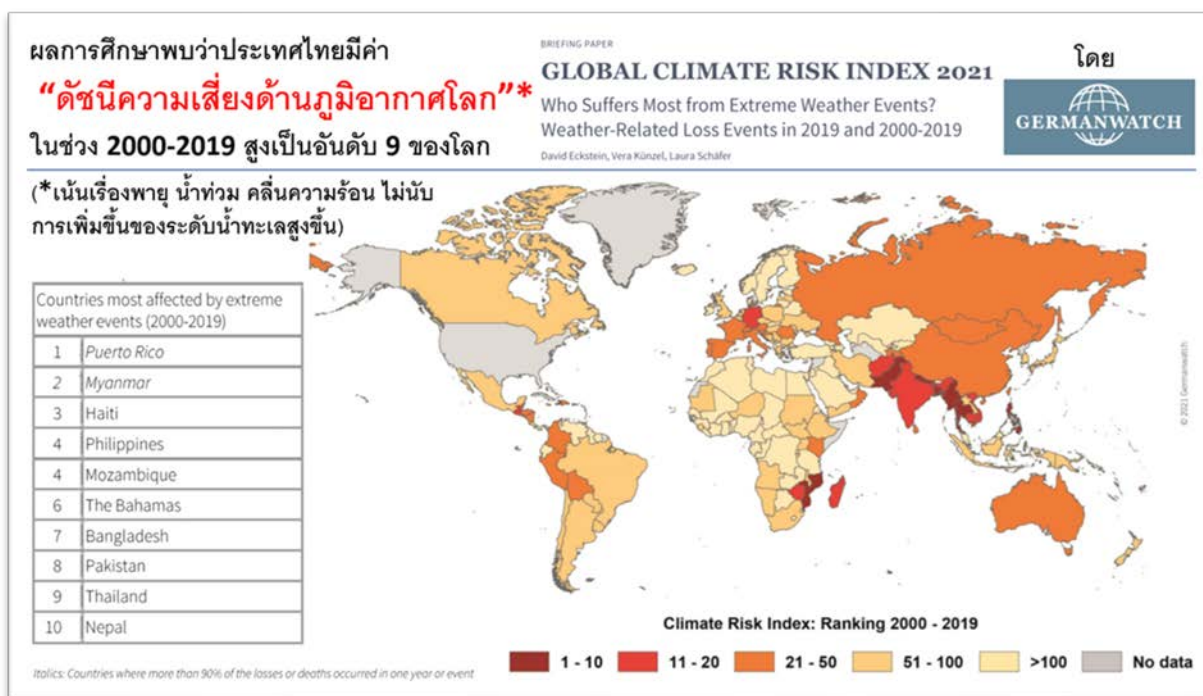 ผลการศึกษาพบว่าประเทศไทยมีค่า
“ดัชนีความเสี่ยงด้านภูมิอากาศโลก”*
ในช่วง 2000-2019 สูงเป็นอันดับ 9 ของโลก
(*เน้นเรื่องพายุ น้ำท่วม คลื่นความร้อน ไม่นับ
การเพิ่มขึ้นของระดับน้ำทะเลสูงขึ้น)
BRIEFING PAPER
GLOBAL CLIMATE RISK INDEX 2021
Who Suffers Most from Extreme Weather Events?
Weather-Related Loss Events in 2019 and 2000-2019
David Eckstein, Vera Künzel, Laura Schäfer
โดย
GERMANWATCH
Countries most affected by extreme
weather events (2000-2019)
1 Puerto Rico
2 Myanmar
3 Haiti
4 Philippines
4 Mozambique
6 The Bahamas
7 Bangladesh
8 Pakistan
9 Thailand
10 Nepal
Italics: Countries where more than 90% of the losses or deaths occurred in one year or event
© 2021 Germanwatch
Climate Risk Index: Ranking 2000 - 2019
1 - 10 11 - 20 21 - 50 51 - 100 >100 No data